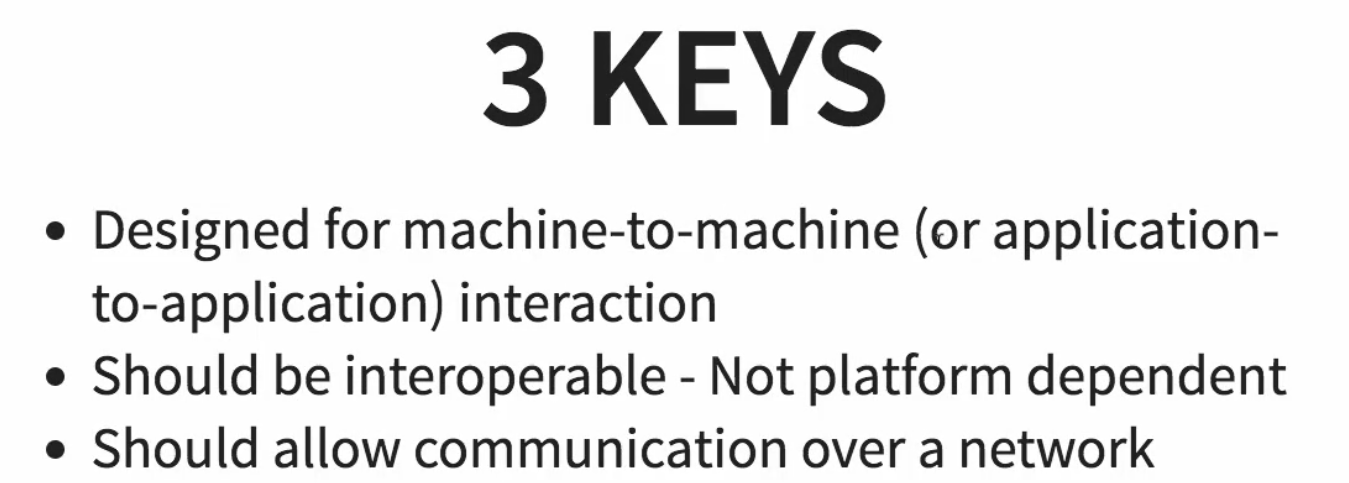 3 KEYS
• Designed for machine-to-machine (or application-
to-application) interaction
• Should be interoperable - Not platform dependent
• Should allow communication over a network